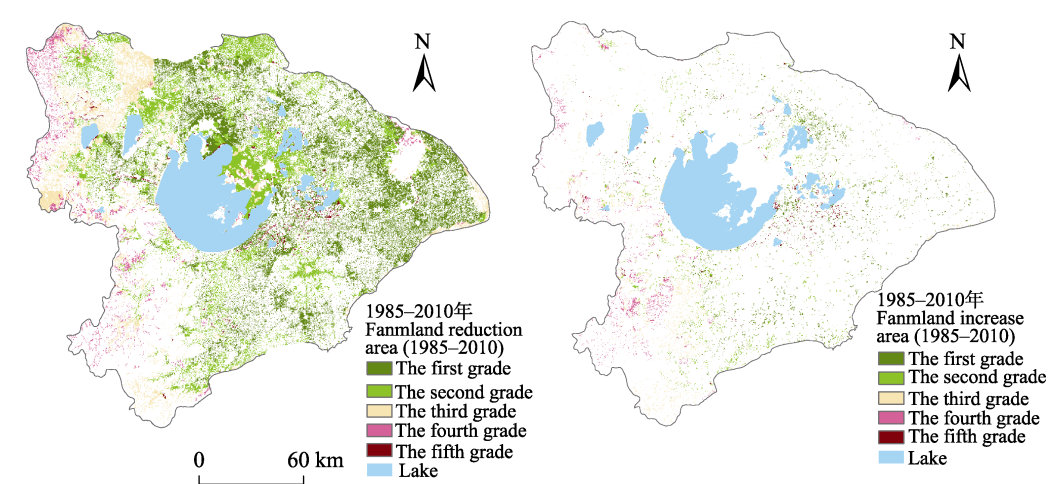 N
1985–2010年
Fanmland reduction
area (1985–2010)
The first grade
The second grade
The third grade
The fourth grade
The fifth grade
Lake
0 60 km
N
1985–2010年
Fanmland increase
area (1985–2010)
The first grade
The second grade
The third grade
The fourth grade
The fifth grade
Lake